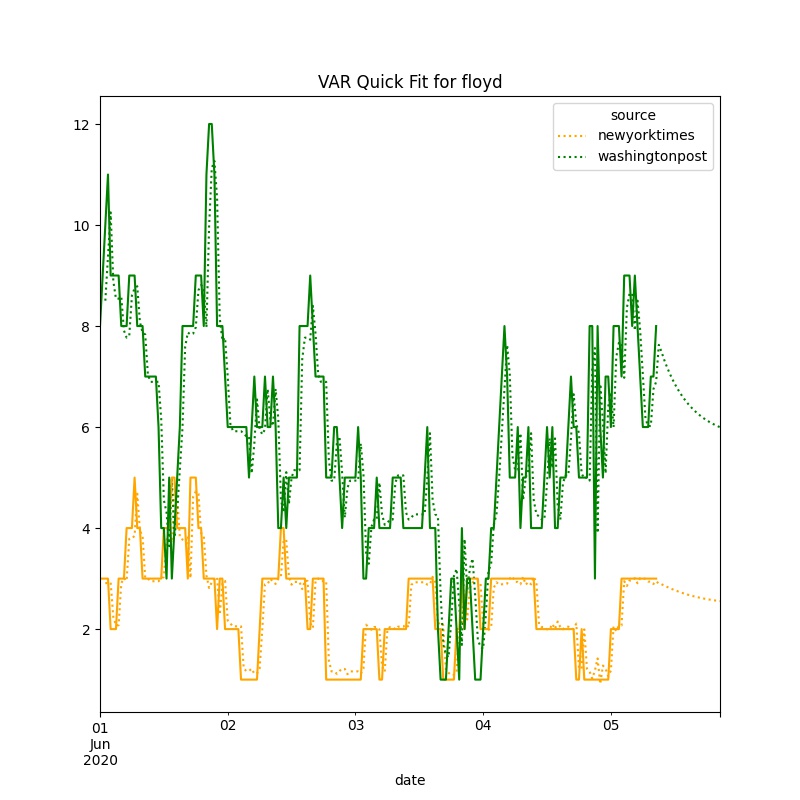 VAR Quick Fit for floyd
source
newyorktimes
washingtonpost
12
10
8
6
4
2
01 02 03 04 05
Jun
2020
date